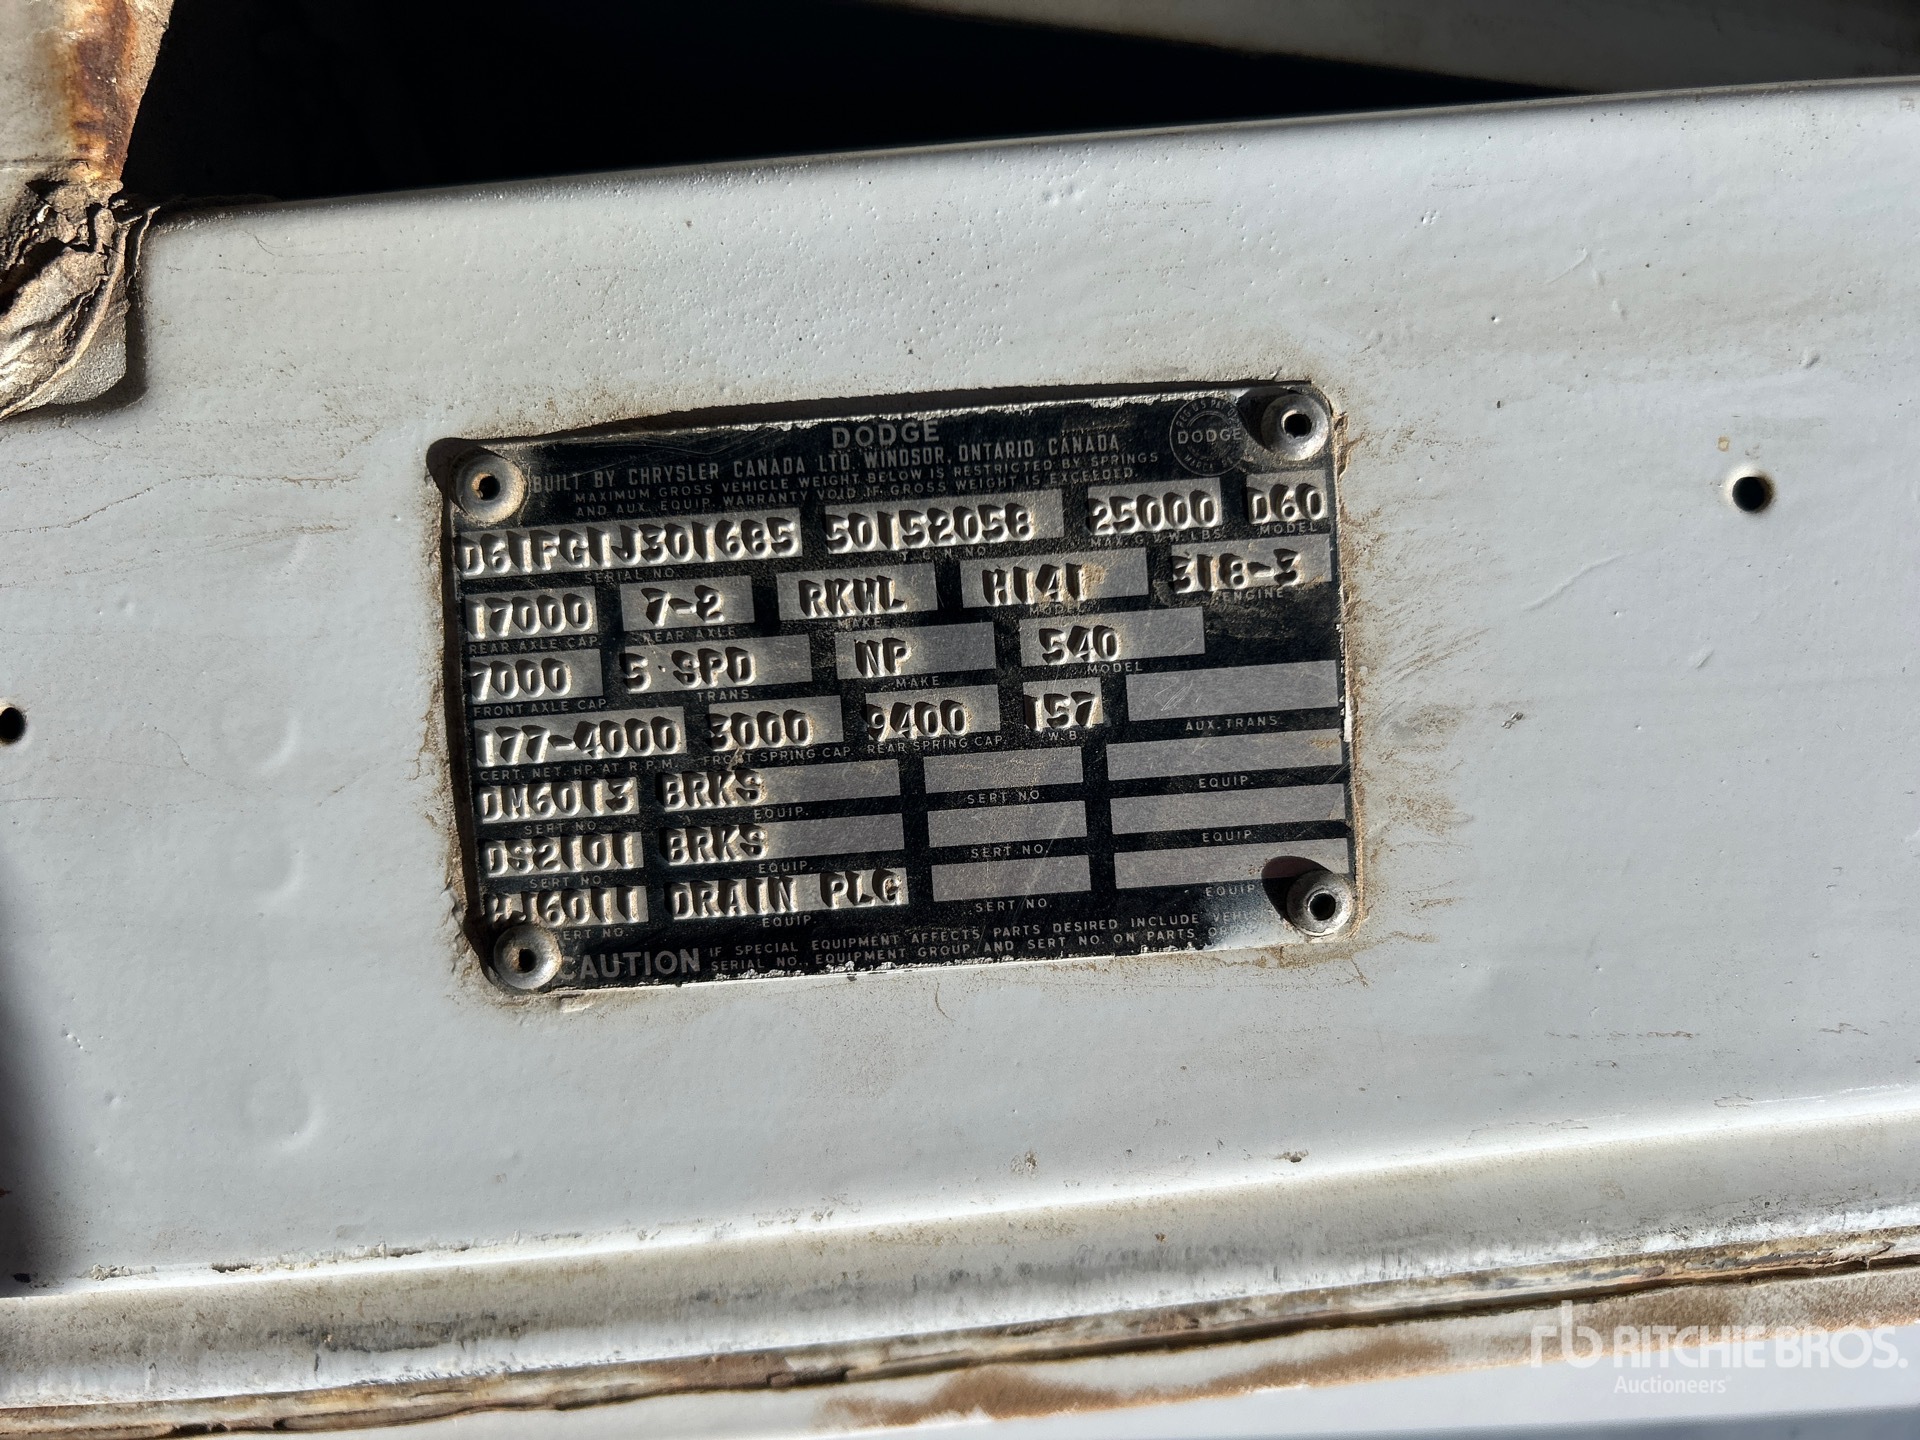 DODGE
BUILT BY CHRYSLER CANADA LTD. WINDSOR, ONTARIO CANADA
DODGE
MAXIMUM GROSS VEHICLE WEIGHT BELOW IS RESTRICTED BY SPRINGS
AND AUX. EQUIP. WARRANTY VOID IF GROSS WEIGHT IS EXCEEDED.
D61FG1J301685 50152058 25000 D60
SERIAL NO. T.C.N. NO. MAX. G.V.W. LBS. MODEL
17000 7-2 RKWL H141 318-3
REAR AXLE CAP. REAR AXLE MAKE MODEL ENGINE
7000 5 SPD NP 540
FRONT AXLE CAP. TRANS. MAKE MODEL
177-4000 3000 9400 157
CERT. NET. HP. AT R.P.M. FRONT SPRING CAP. REAR SPRING CAP. W.B. AUX. TRANS.
DM6013 BRKS
SERT NO. EQUIP. SERT NO. EQUIP.
DS2101 BRKS
SERT NO. EQUIP. SERT NO. EQUIP.
HJ6011 DRAIN PLG
SERT NO. EQUIP. SERT NO. EQUIP.
CAUTION IF SPECIAL EQUIPMENT AFFECTS PARTS DESIRED INCLUDE
SERIAL NO., EQUIPMENT GROUP, AND SERT NO. ON PARTS
rb RITCHIE BROS.
Auctioneers